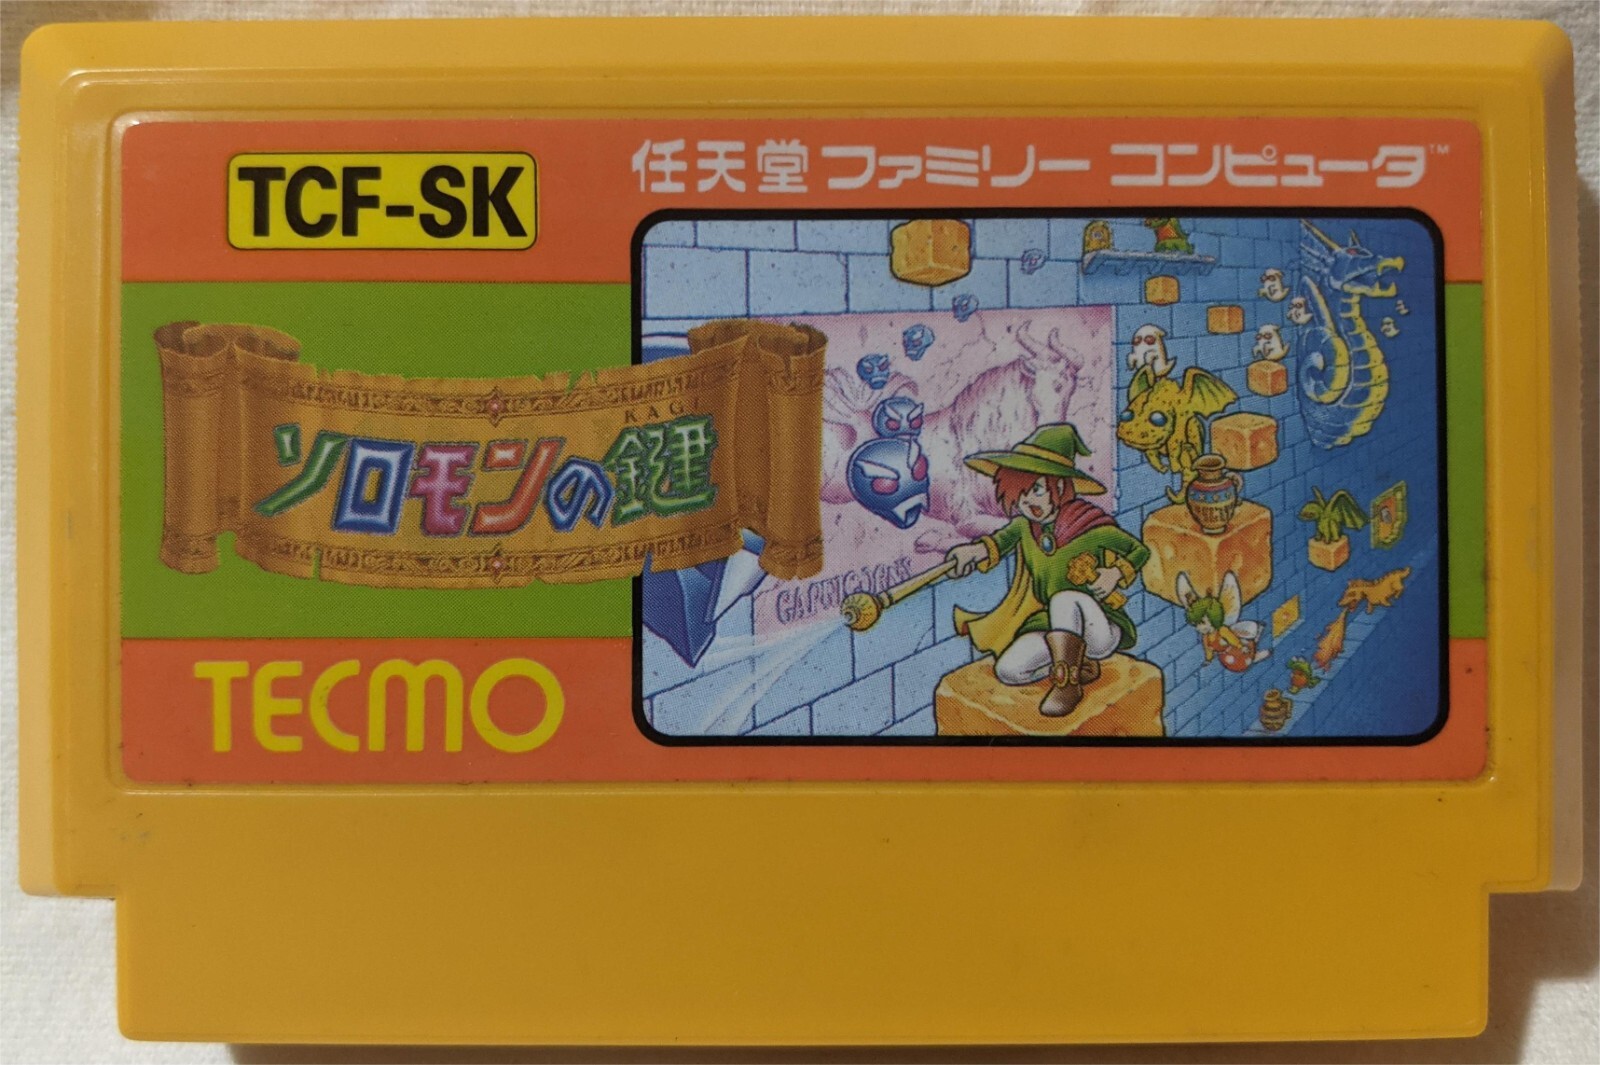 TCF-SK
任天堂 ファミリー コンピュータ™
KAGI
ソロモンの鍵
CAPRICORN
TECMO